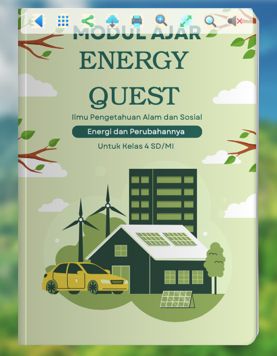 MODUL AJAR
ENERGY
QUEST
Ilmu Pengetahuan Alam dan Sosial
Energi dan Perubahannya
Untuk Kelas 4 SD/MI